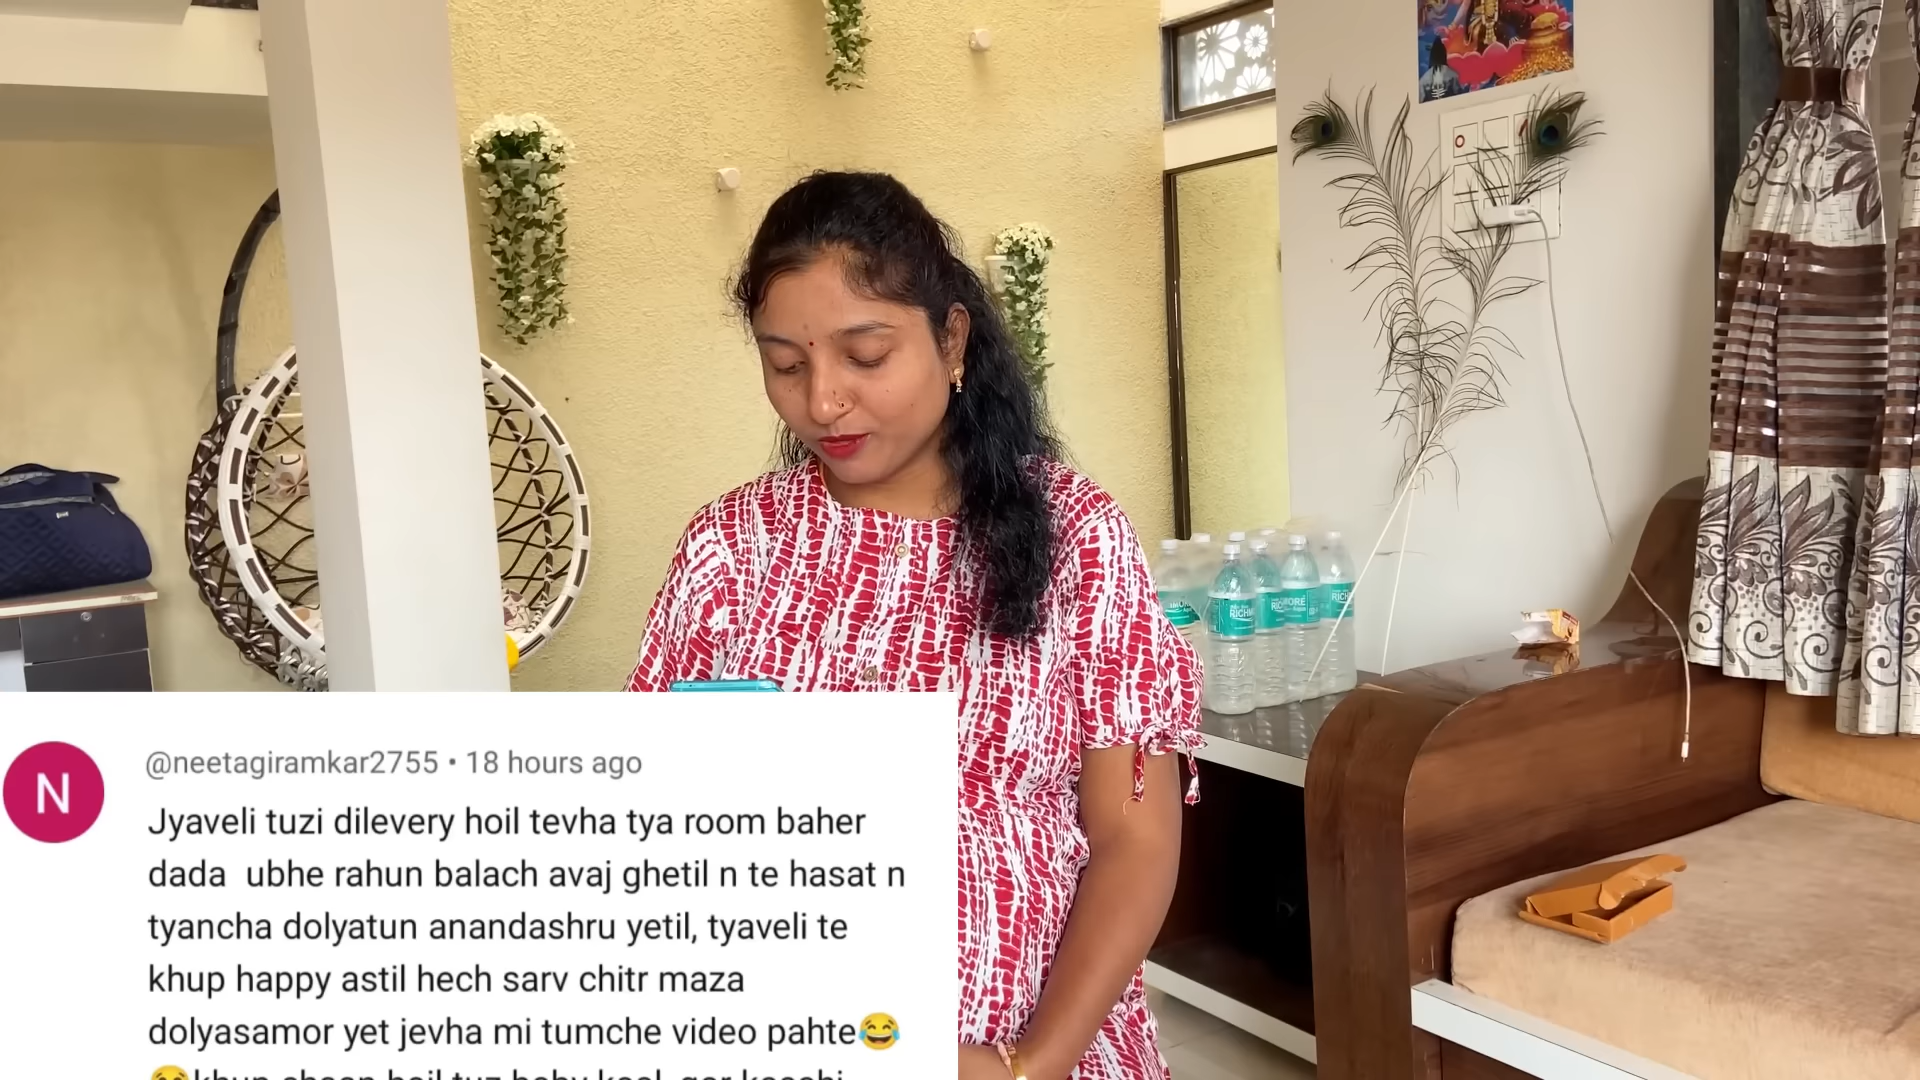 @neetagiramkar2755 • 18 hours ago
N
Jyaveli tuzi dilevery hoil tevha tya room baher
dada ubhe rahun balach avaj ghetil n te hasat n
tyancha dolyatun anandashru yetil, tyaveli te
khup happy astil hech sarv chitr maza
dolyasamor yet jevha mi tumche video pahte😂